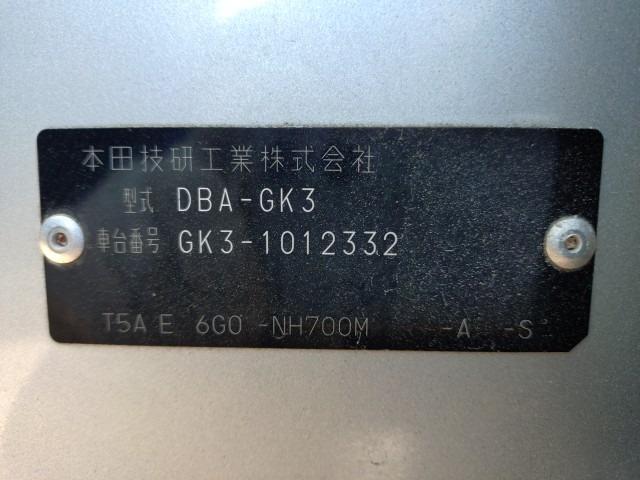 本田技研工業株式会社
型式 DBA-GK3
車台番号 GK3-1012332
T5A E 6G0 -NH700M -A -S